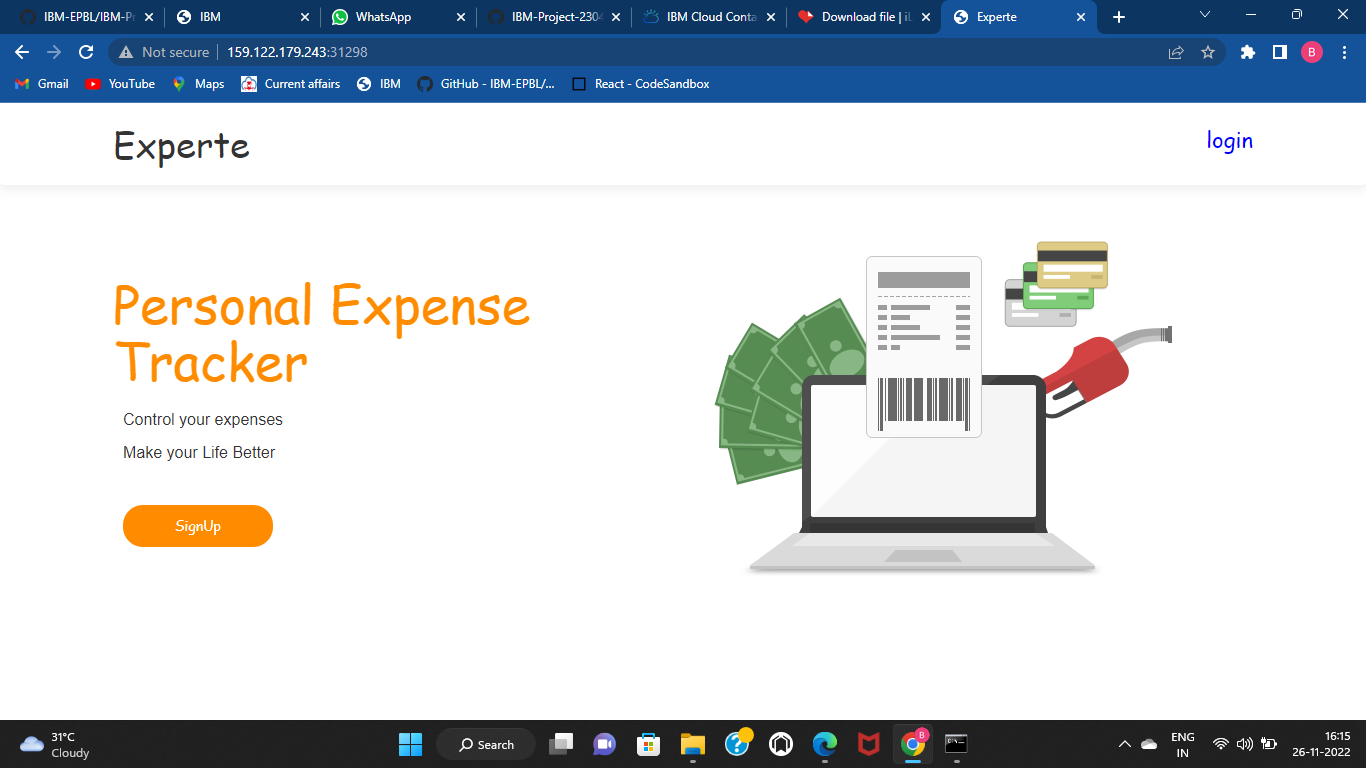 IBM-EPBL/IBM-Pr
IBM
WhatsApp
IBM-Project-2304
IBM Cloud Conta
Download file | iL
Experte
Not secure
159.122.179.243:31298
B
Gmail
YouTube
Maps
Current affairs
IBM
GitHub - IBM-EPBL/...
React - CodeSandbox
Experte
login
Personal Expense
Tracker
Control your expenses
Make your Life Better
SignUp
31°C
Cloudy
Search
B
ENG
IN
16:15
26-11-2022